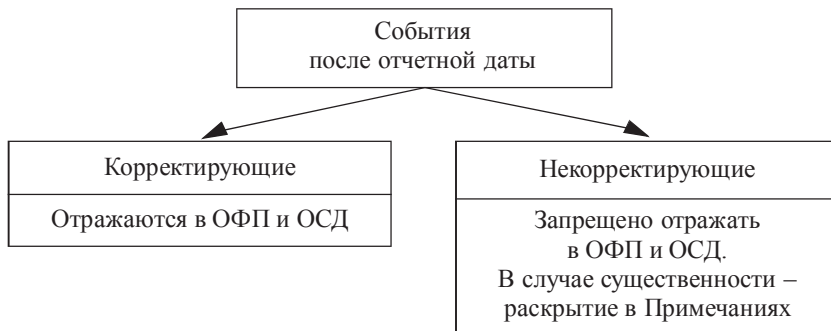 События
после отчетной даты
Корректирующие
Отражаются в ОФП и ОСД
Некорректирующие
Запрещено отражать
в ОФП и ОСД.
В случае существенности –
раскрытие в Примечаниях